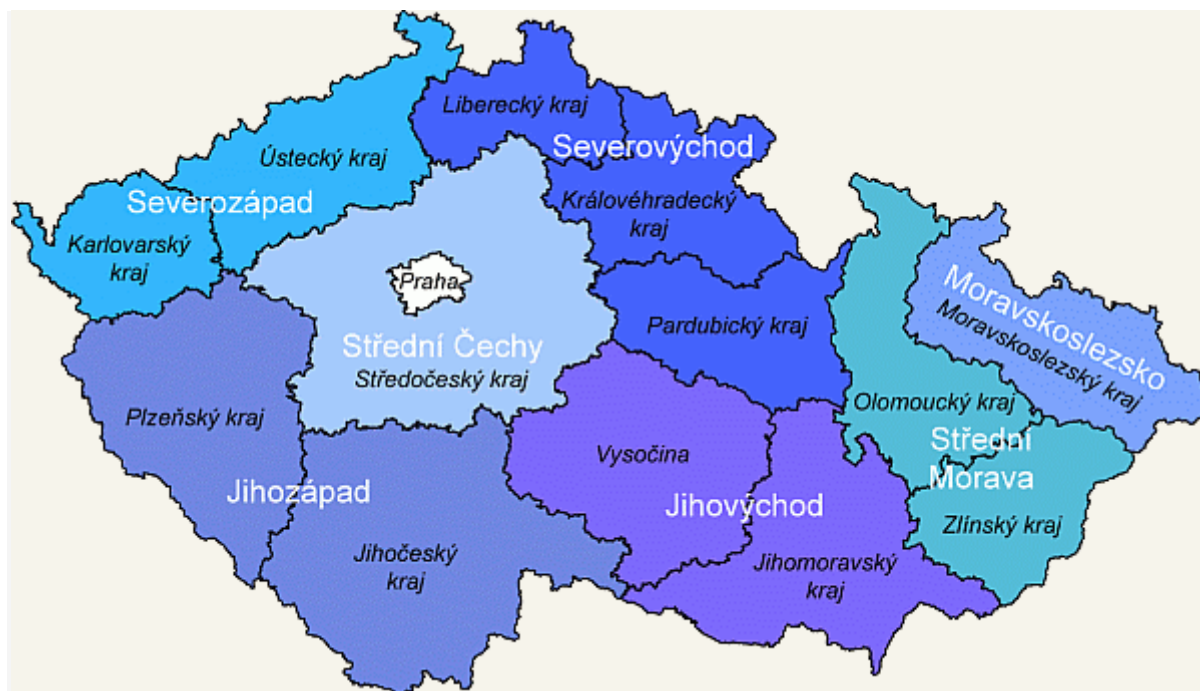 Liberecký kraj
Severovýchod
Ústecký kraj
Severozápad
Královéhradecký
kraj
Karlovarský
kraj
Praha
Moravskoslezsko
Moravskoslezský kraj
Pardubický kraj
Střední Čechy
Středočeský kraj
Plzeňský kraj
Olomoucký kraj
Střední
Morava
Vysočina
Jihozápad
Jihovýchod
Zlínský kraj
Jihočeský
kraj
Jihomoravský
kraj